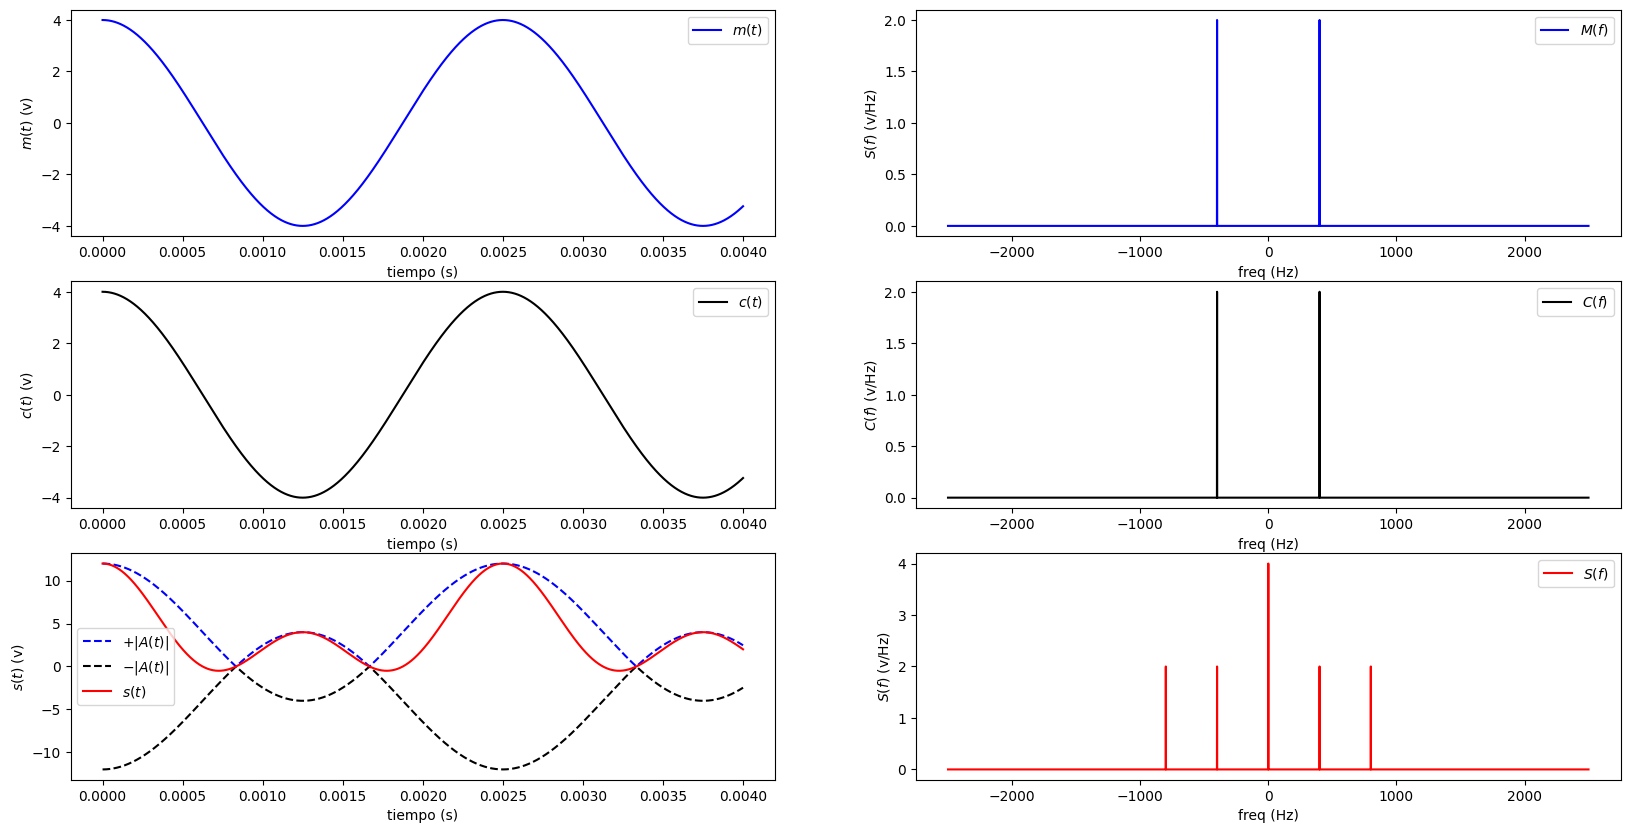 4
2
0
−2
−4
m(t) (v)
m(t)
0.0000 0.0005 0.0010 0.0015 0.0020 0.0025 0.0030 0.0035 0.0040
tiempo (s)
2.0
1.5
1.0
0.5
0.0
S(f) (v/Hz)
M(f)
−2000 −1000 0 1000 2000
freq (Hz)
4
2
0
−2
−4
c(t) (v)
c(t)
0.0000 0.0005 0.0010 0.0015 0.0020 0.0025 0.0030 0.0035 0.0040
tiempo (s)
2.0
1.5
1.0
0.5
0.0
C(f) (v/Hz)
C(f)
−2000 −1000 0 1000 2000
freq (Hz)
10
5
0
−5
−10
s(t) (v)
+|A(t)|
−|A(t)|
s(t)
0.0000 0.0005 0.0010 0.0015 0.0020 0.0025 0.0030 0.0035 0.0040
tiempo (s)
4
3
2
1
0
S(f) (v/Hz)
S(f)
−2000 −1000 0 1000 2000
freq (Hz)